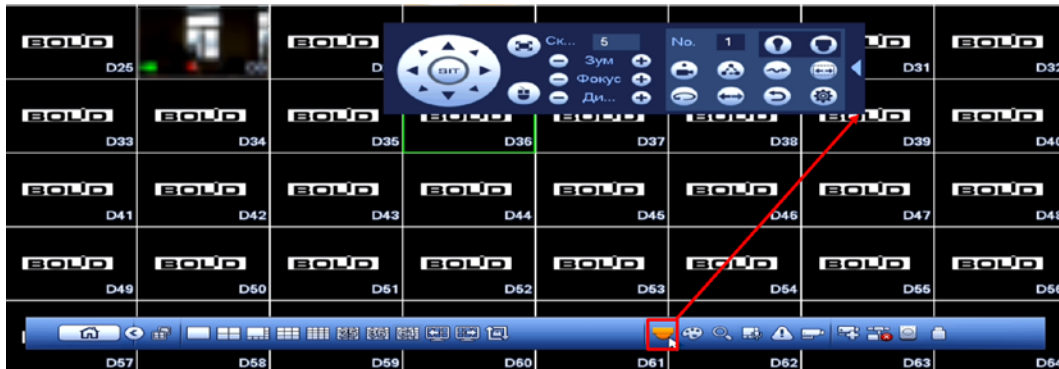 BOLID BOLID BOLID BOLID
D25 D31 D32
Ск... 5 No. 1
Зум
Фокус
Ди...
SIT
BOLID BOLID BOLID BOLID BOLID BOLID BOLID BOLID
D33 D34 D35 D36 D37 D38 D39 D40
BOLID BOLID BOLID BOLID BOLID BOLID BOLID BOLID
D41 D42 D43 D44 D45 D46 D47 D48
BOLID BOLID BOLID BOLID BOLID BOLID BOLID BOLID
D49 D50 D51 D52 D53 D54 D55 D56
D57 D58 D59 D60 D61 D62 D63 D64